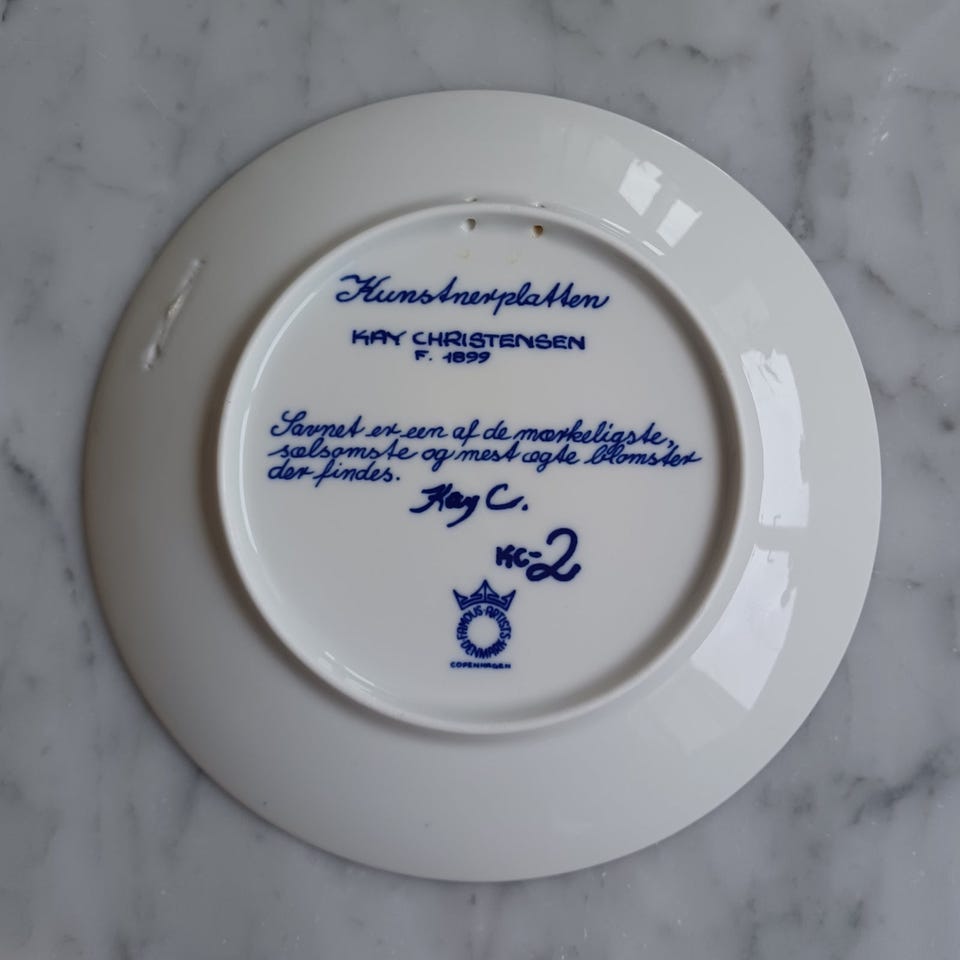 Kunstnerplatten
KAY CHRISTENSEN
F. 1899
Savnet er een af de mærkeligste,
sælsomste og mest ægte blomster
der findes.
Kay C.
KC-2
FAMOUS ARTISTS
DENMARK
COPENHAGEN